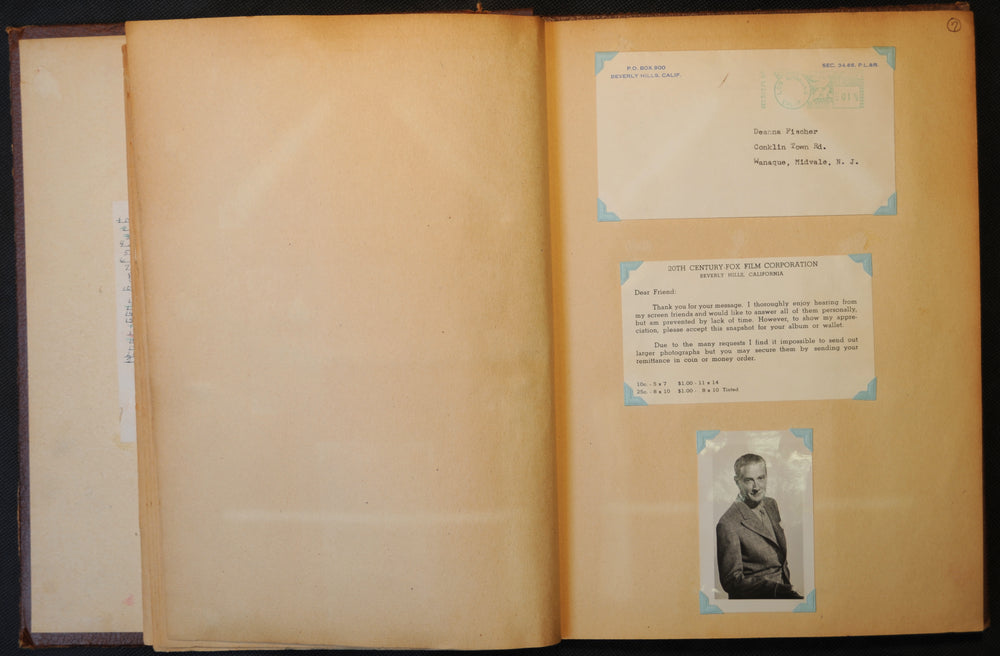 7
P.O. BOX 900
BEVERLY HILLS, CALIF.
SEC. 34.66, P.L.&R.
Deanna Fischer
Conklin Town Rd.
Wanaque, Midvale, N. J.
20TH CENTURY-FOX FILM CORPORATION
BEVERLY HILLS, CALIFORNIA
Dear Friend:
Thank you for your message. I thoroughly enjoy hearing from
my screen friends and would like to answer all of them personally,
but am prevented by lack of time. However, to show my appre-
ciation, please accept this snapshot for your album or wallet.
Due to the many requests I find it impossible to send out
larger photographs but you may secure them by sending your
remittance in coin or money order.
10c. - 5 x 7 $1.00 - 11 x 14
25c. - 8 x 10 $1.00 - 8 x 10 Tinted